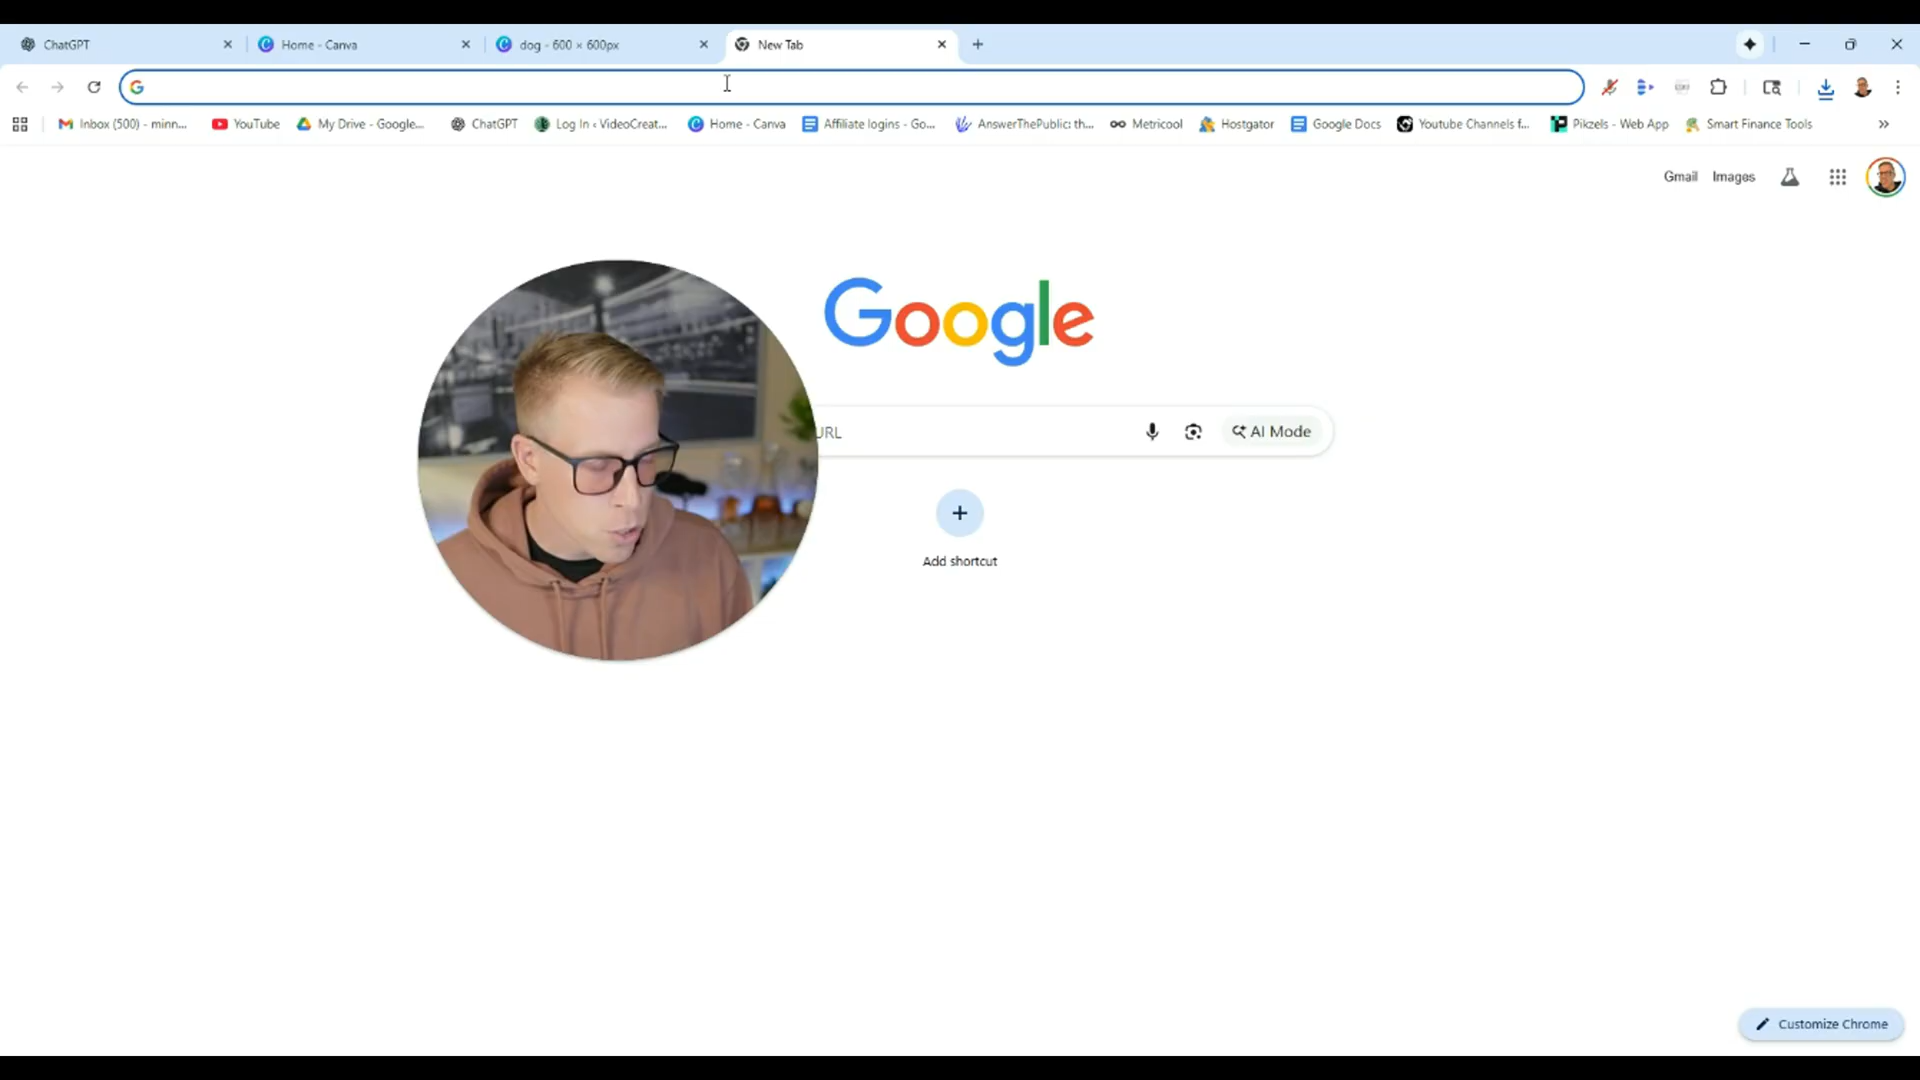 ChatGPT
Home - Canva
dog - 600 × 600px
New Tab
Inbox (500) - minn...
YouTube
My Drive - Google...
ChatGPT
Log In ‹ VideoCreat...
Home - Canva
Affiliate logins - Go...
AnswerThePublic: th...
Metricool
Hostgator
Google Docs
Youtube Channels f...
Pikzels - Web App
Smart Finance Tools
Gmail
Images
Google
URL
AI Mode
Add shortcut
Customize Chrome